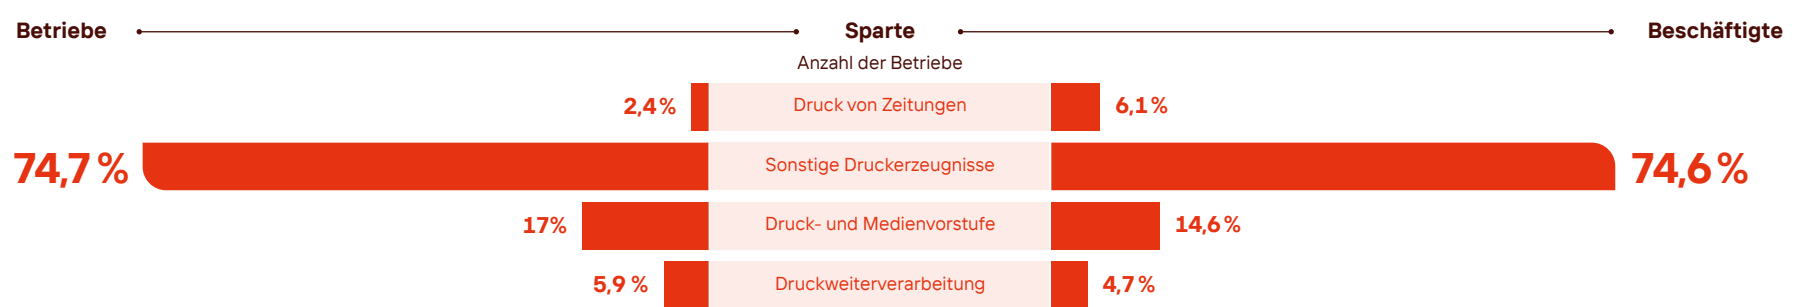 Betriebe Sparte Beschäftigte
Anzahl der Betriebe
2,4 % Druck von Zeitungen 6,1 %
74,7 % Sonstige Druckerzeugnisse 74,6 %
17% Druck- und Medienvorstufe 14,6 %
5,9 % Druckweiterverarbeitung 4,7 %